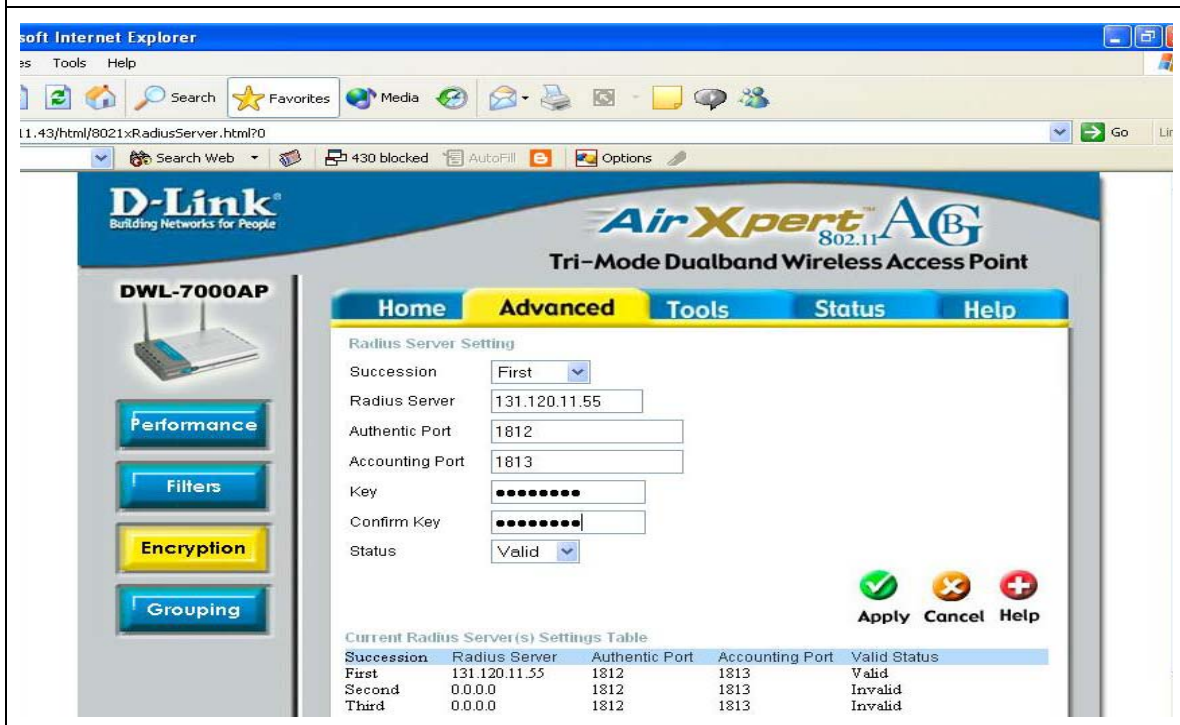 soft Internet Explorer
es Tools Help
Search Favorites Media
11.43/html/8021xRadiusServer.html?0 Go
Search Web 430 blocked AutoFill Options
D-Link
Building Networks for People
AirXpert™ ABG
802.11
Tri-Mode Dualband Wireless Access Point
DWL-7000AP
Home Advanced Tools Status Help
Radius Server Setting
Succession First
Radius Server 131.120.11.55
Authentic Port 1812
Accounting Port 1813
Key ●●●●●●●●
Confirm Key ●●●●●●●●
Status Valid
Performance
Filters
Encryption
Grouping
Apply Cancel Help
Current Radius Server(s) Settings Table
Succession Radius Server Authentic Port Accounting Port Valid Status
First 131.120.11.55 1812 1813 Valid
Second 0.0.0.0 1812 1813 Invalid
Third 0.0.0.0 1812 1813 Invalid